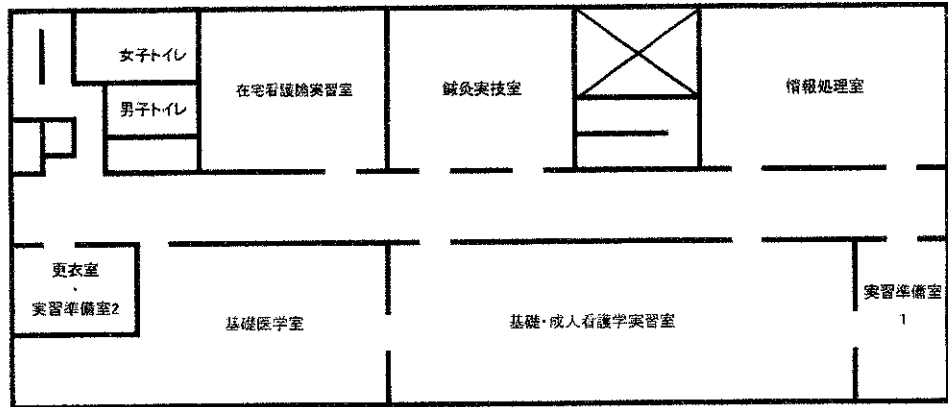 女子トイレ
在宅看護論実習室
鍼灸実技室
情報処理室
男子トイレ
更衣室
・
実習準備室2
基礎医学室
基礎・成人看護学実習室
実習準備室
1